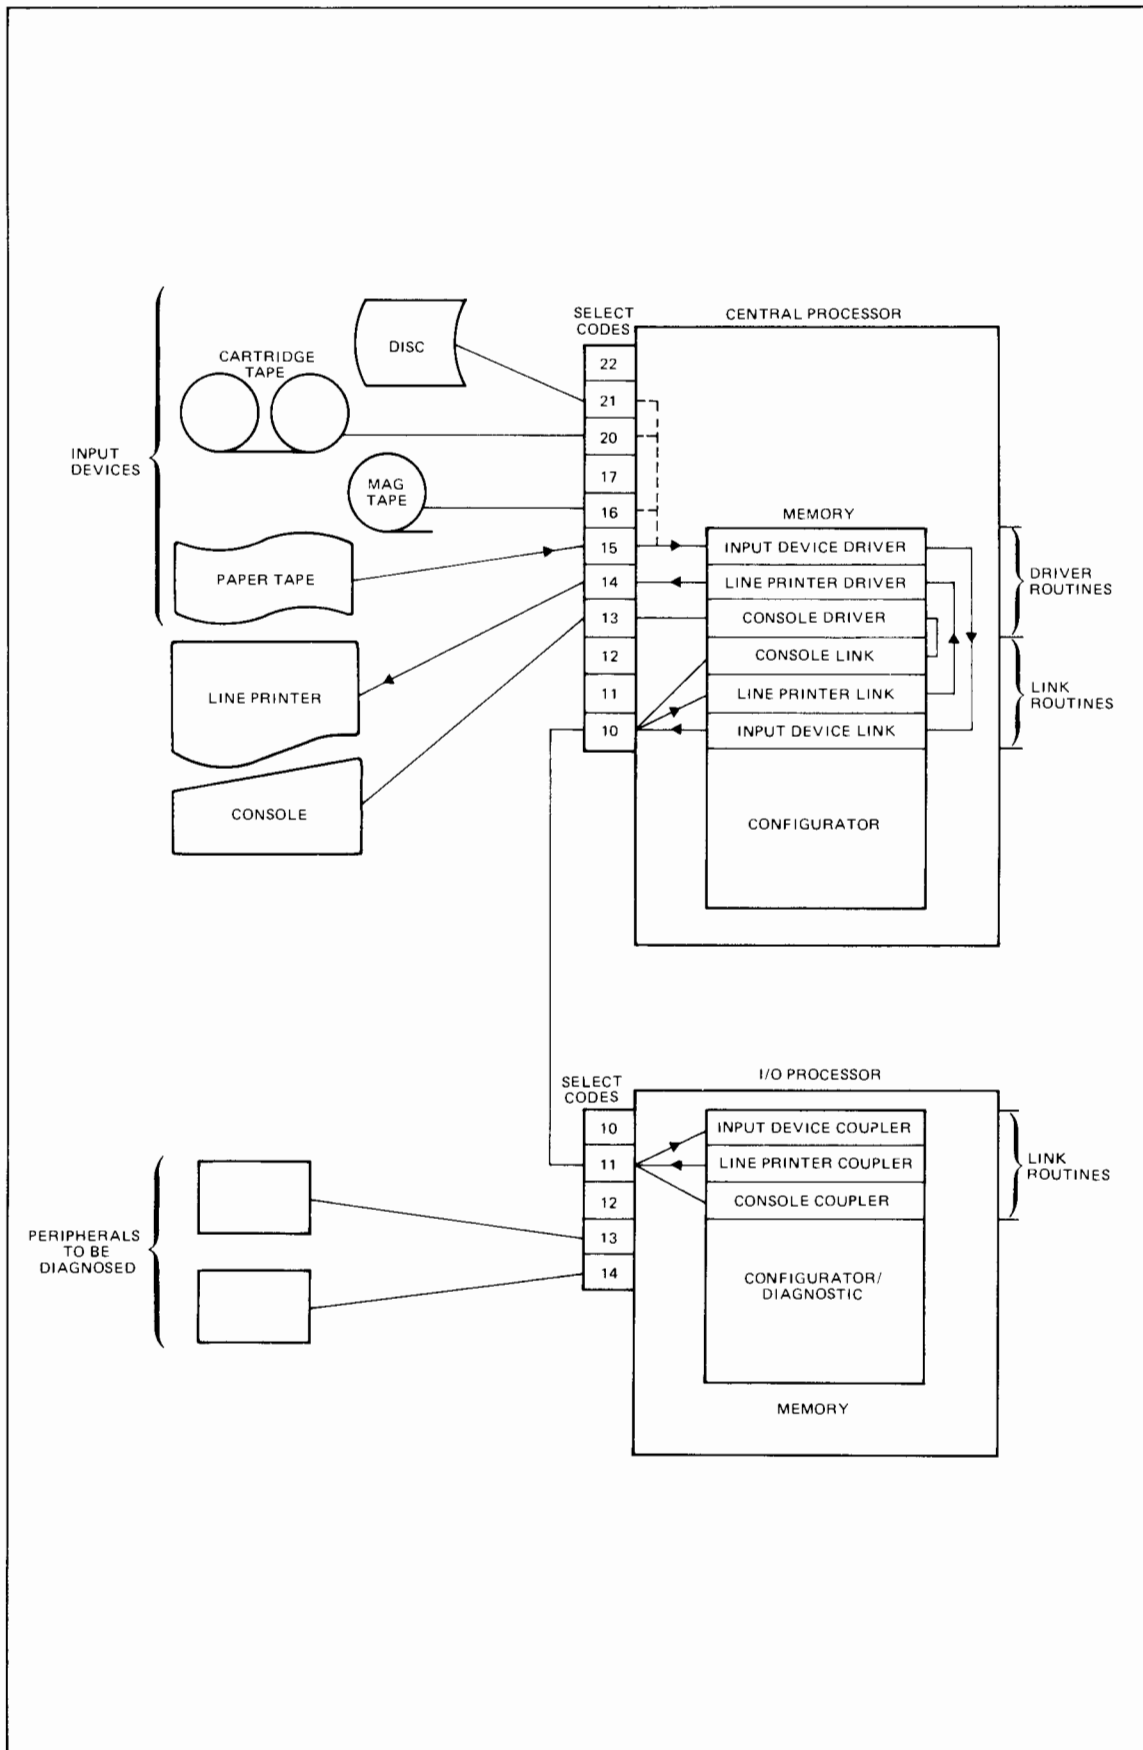 SELECT
CODES
CENTRAL PROCESSOR
DISC
CARTRIDGE
TAPE
INPUT
DEVICES
MAG
TAPE
PAPER TAPE
LINE PRINTER
CONSOLE
22
21
20
17
16
15
14
13
12
11
10
MEMORY
INPUT DEVICE DRIVER
LINE PRINTER DRIVER
CONSOLE DRIVER
CONSOLE LINK
LINE PRINTER LINK
INPUT DEVICE LINK
CONFIGURATOR
DRIVER
ROUTINES
LINK
ROUTINES
SELECT
CODES
I/O PROCESSOR
10
11
12
13
14
INPUT DEVICE COUPLER
LINE PRINTER COUPLER
CONSOLE COUPLER
CONFIGURATOR/
DIAGNOSTIC
MEMORY
LINK
ROUTINES
PERIPHERALS
TO BE
DIAGNOSED